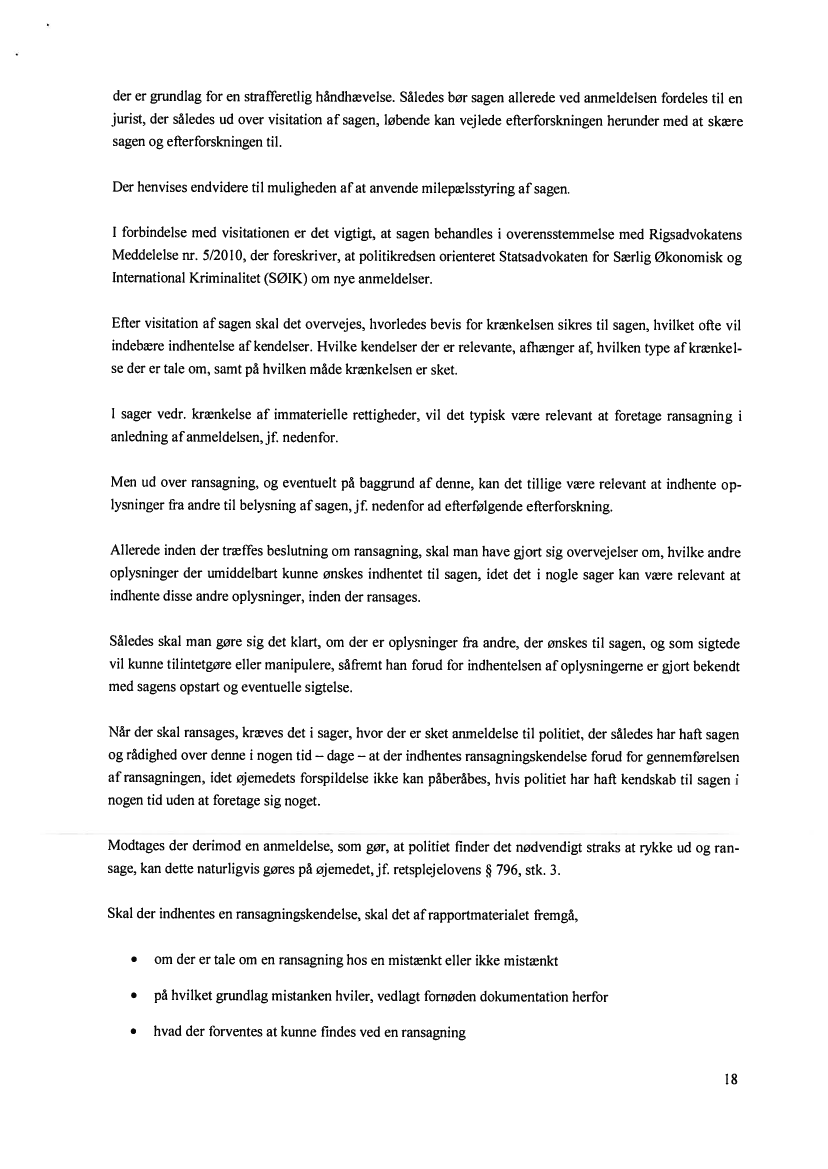 der er grundlag for en strafferetlig håndhævelse. Således bør sagen allerede ved anmeldelsen fordeles til en
jurist, der således ud over visitation af sagen, løbende kan vejlede efterforskningen herunder med at skære
sagen og efterforskningen til.
Der henvises endvidere til muligheden af at anvende milepælsstyring af sagen.
I forbindelse med visitationen er det vigtigt, at sagen behandles i overensstemmelse med Rigsadvokatens
Meddelelse nr. 5/2010, der foreskriver, at politikredsen orienteret Statsadvokaten for Særlig Økonomisk og
International Kriminalitet (SØIK) om nye anmeldelser.
Efter visitation af sagen skal det overvejes, hvorledes bevis for krænkelsen sikres til sagen, hvilket ofte vil
indebære indhentelse af kendelser. Hvilke kendelser der er relevante, afhænger af, hvilken type af krænkel-
se der er tale om, samt på hvilken måde krænkelsen er sket.
I sager vedr. krænkelse af immaterielle rettigheder, vil det typisk være relevant at foretage ransagning i
anledning af anmeldelsen, jf. nedenfor.
Men ud over ransagning, og eventuelt på baggrund af denne, kan det tillige være relevant at indhente op-
lysninger fra andre til belysning af sagen, jf. nedenfor ad efterfølgende efterforskning.
Allerede inden der træffes beslutning om ransagning, skal man have gjort sig overvejelser om, hvilke andre
oplysninger der umiddelbart kunne ønskes indhentet til sagen, idet det i nogle sager kan være relevant at
indhente disse andre oplysninger, inden der ransages.
Således skal man gøre sig det klart, om der er oplysninger fra andre, der ønskes til sagen, og som sigtede
vil kunne tilintetgøre eller manipulere, såfremt han forud for indhentelsen af oplysningerne er gjort bekendt
med sagens opstart og eventuelle sigtelse.
Når der skal ransages, kræves det i sager, hvor der er sket anmeldelse til politiet, der således har haft sagen
og rådighed over denne i nogen tid – dage – at der indhentes ransagningskendelse forud for gennemførelsen
af ransagningen, idet øjemedets forspildelse ikke kan påberåbes, hvis politiet har haft kendskab til sagen i
nogen tid uden at foretage sig noget.
Modtages der derimod en anmeldelse, som gør, at politiet finder det nødvendigt straks at rykke ud og ran-
sage, kan dette naturligvis gøres på øjemedet, jf. retsplejelovens § 796, stk. 3.
Skal der indhentes en ransagningskendelse, skal det af rapportmaterialet fremgå,
• om der er tale om en ransagning hos en mistænkt eller ikke mistænkt
• på hvilket grundlag mistanken hviler, vedlagt fornøden dokumentation herfor
• hvad der forventes at kunne findes ved en ransagning
18